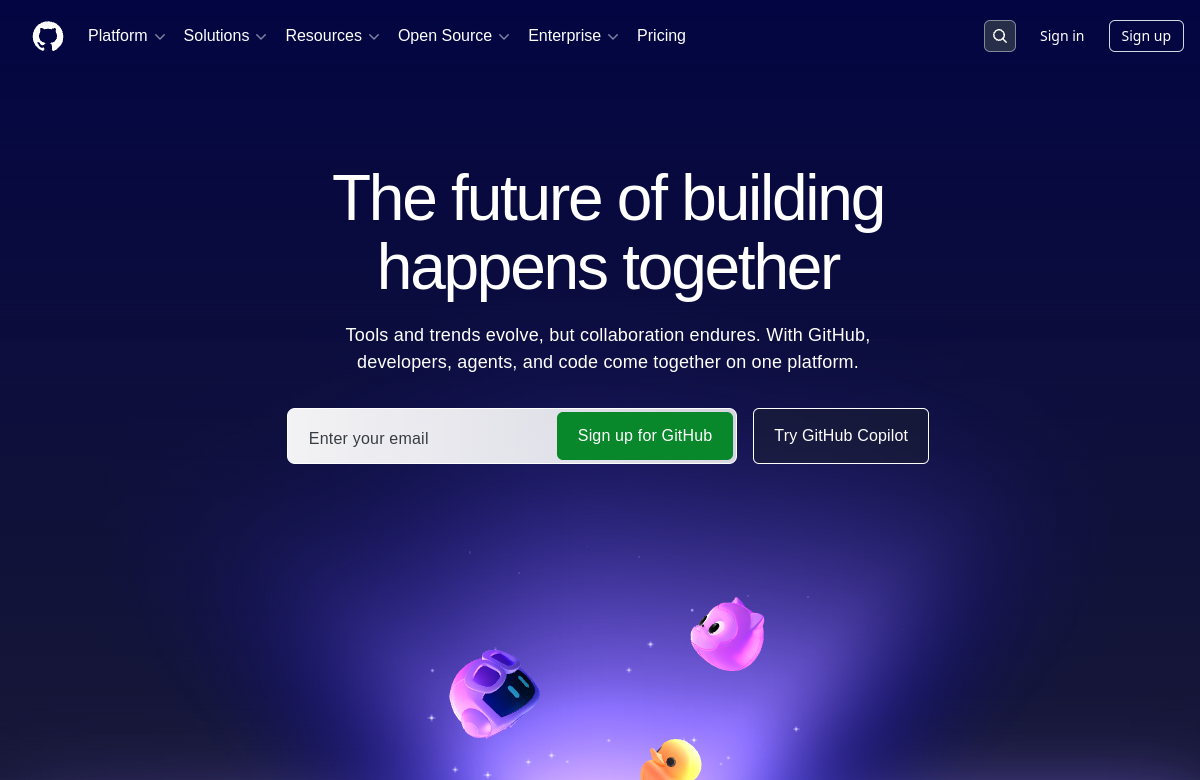 Platform Solutions Resources Open Source Enterprise Pricing Sign in Sign up
The future of building
happens together
Tools and trends evolve, but collaboration endures. With GitHub,
developers, agents, and code come together on one platform.
Enter your email Sign up for GitHub Try GitHub Copilot